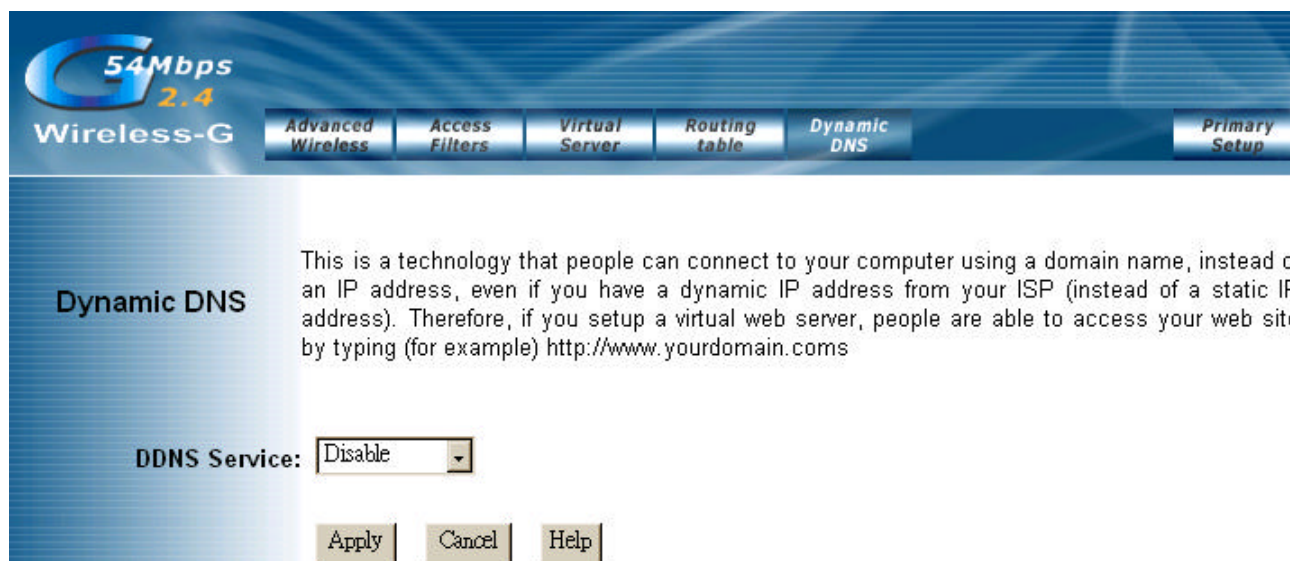 54Mbps
2.4
Wireless-G
Advanced Wireless
Access Filters
Virtual Server
Routing table
Dynamic DNS
Primary Setup
Dynamic DNS
This is a technology that people can connect to your computer using a domain name, instead o
an IP address, even if you have a dynamic IP address from your ISP (instead of a static IP
address). Therefore, if you setup a virtual web server, people are able to access your web site
by typing (for example) http://www.yourdomain.coms
DDNS Service: Disable
Apply Cancel Help